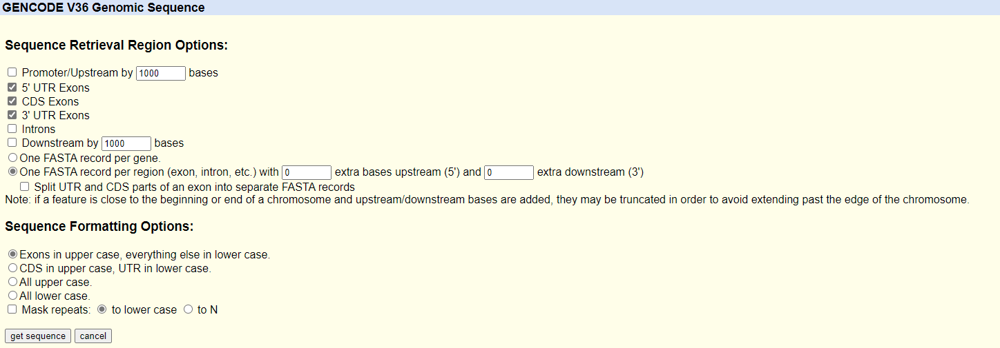 GENCODE V36 Genomic Sequence
Sequence Retrieval Region Options:
Promoter/Upstream by 1000 bases
5' UTR Exons
CDS Exons
3' UTR Exons
Introns
Downstream by 1000 bases
One FASTA record per gene.
One FASTA record per region (exon, intron, etc.) with 0 extra bases upstream (5') and 0 extra downstream (3')
Split UTR and CDS parts of an exon into separate FASTA records
Note: if a feature is close to the beginning or end of a chromosome and upstream/downstream bases are added, they may be truncated in order to avoid extending past the edge of the chromosome.
Sequence Formatting Options:
Exons in upper case, everything else in lower case.
CDS in upper case, UTR in lower case.
All upper case.
All lower case.
Mask repeats: to lower case to N
get sequence cancel